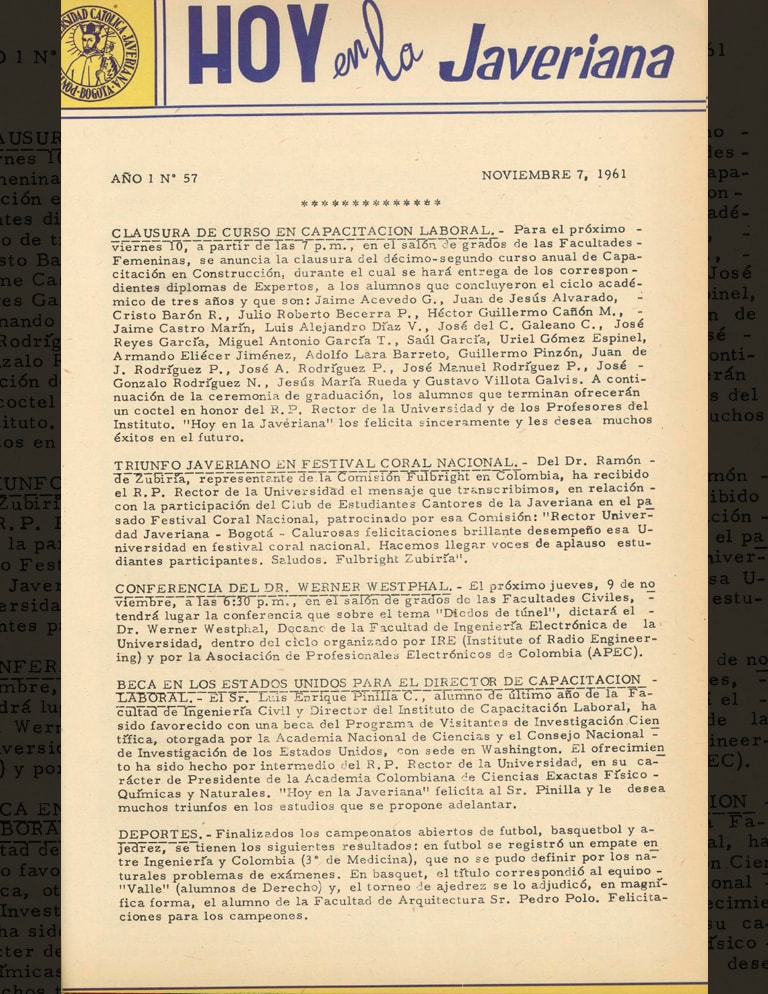 PONTIFICIA UNIVERSIDAD CATOLICA JAVERIANA · BOGOTA ·
HOY en la Javeriana
AÑO 1 N° 57 NOVIEMBRE 7, 1961
**************
CLAUSURA DE CURSO EN CAPACITACION LABORAL.- Para el próximo -
viernes 10, a partir de las 7 p.m., en el salón de grados de las Facultades -
Femeninas, se anuncia la clausura del décimo-segundo curso anual de Capa-
citación en Construcción, durante el cual se hará entrega de los correspon-
dientes diplomas de Expertos, a los alumnos que concluyeron el ciclo acadé-
mico de tres años y que son: Jaime Acevedo G., Juan de Jesús Alvarado, -
Cristo Barón R., Julio Roberto Becerra P., Héctor Guillermo Cañón M., -
Jaime Castro Marín, Luis Alejandro Díaz V., José del C. Galeano C., José
Reyes García, Miguel Antonio García T., Saúl García, Uriel Gómez Espinel,
Armando Eliécer Jiménez, Adolfo Lara Barreto, Guillermo Pinzón, Juan de
J. Rodríguez P., José A. Rodríguez P., José Manuel Rodríguez P., José -
Gonzalo Rodríguez N., Jesús María Rueda y Gustavo Villota Galvis. A conti-
nuación de la ceremonia de graduación, los alumnos que terminan ofrecerán
un coctel en honor del R.P. Rector de la Universidad y de los Profesores del
Instituto. "Hoy en la Javériana" los felicita sinceramente y les desea muchos
éxitos en el futuro.
TRIUNFO JAVERIANO EN FESTIVAL CORAL NACIONAL.- Del Dr. Ramón -
de Zubiría, representante de la Comisión Fulbright en Colombia, ha recibido
el R.P. Rector de la Universidad el mensaje que transcribimos, en relación -
con la participación del Club de Estudiantes Cantores de la Javeriana en el pa
sado Festival Coral Nacional, patrocinado por esa Comisión: "Rector Univer-
dad Javeriana - Bogotá - Calurosas felicitaciones brillante desempeño esa U-
niversidad en festival coral nacional. Hacemos llegar voces de aplauso estu-
diantes participantes. Saludos. Fulbright Zubiría".
CONFERENCIA DEL DR. WERNER WESTPHAL.- El próximo jueves, 9 de no
viembre, a las 6:30 p.m., en el salón de grados de las Facultades Civiles, -
tendrá lugar la conferencia que sobre el tema "Diodos de túnel", dictará el -
Dr. Werner Westphal, Decano de la Facultad de Ingeniería Electrónica de la
Universidad, dentro del ciclo organizado por IRE (Institute of Radio Engineer-
ing) y por la Asociación de Profesionales Electrónicos de Colombia (APEC).
BECA EN LOS ESTADOS UNIDOS PARA EL DIRECTOR DE CAPACITACION -
LABORAL.- El Sr. Luis Enrique Pinilla C., alumno de último año de la Fa-
cultad de Ingeniería Civil y Director del Instituto de Capacitación Laboral, ha
sido favorecido con una beca del Programa de Visitantes de Investigación Cien
tífica, otorgada por la Academia Nacional de Ciencias y el Consejo Nacional -
de Investigación de los Estados Unidos, con sede en Washington. El ofrecimien
to ha sido hecho por intermedio del R.P. Rector de la Universidad, en su ca-
rácter de Presidente de la Academia Colombiana de Ciencias Exactas Físico -
Químicas y Naturales. "Hoy en la Javeriana" felicita al Sr. Pinilla y le desea
muchos triunfos en los estudios que se propone adelantar.
DEPORTES.- Finalizados los campeonatos abiertos de futbol, basquetbol y a-
jedrez, se tienen los siguientes resultados: en futbol se registró un empate en
tre Ingeniería y Colombia (3° de Medicina), que no se pudo definir por los na-
turales problemas de exámenes. En basquet, el título correspondió al equipo -
"Valle" (alumnos de Derecho) y, el torneo de ajedrez se lo adjudicó, en magní-
fica forma, el alumno de la Facultad de Arquitectura Sr. Pedro Polo. Felicita-
ciones para los campeones.